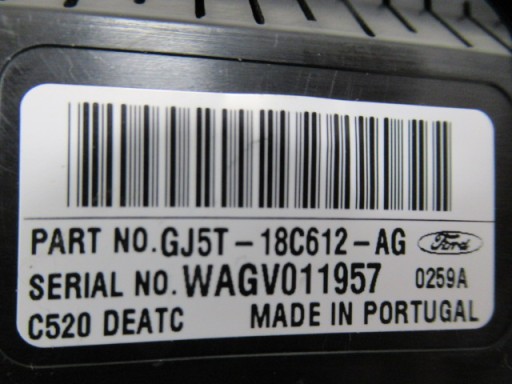 PART NO.GJ5T-18C612-AG Ford
SERIAL NO.WAGV011957 0259A
C520 DEATC MADE IN PORTUGAL